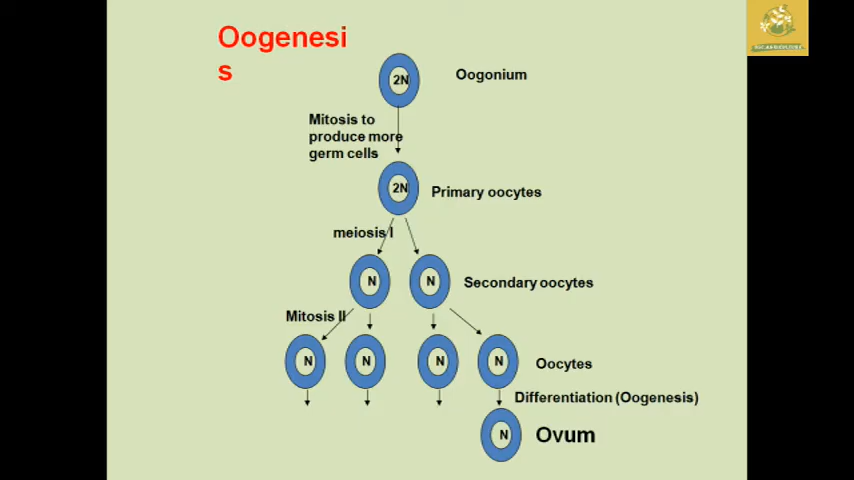 Oogenesi
s
2N
Oogonium
Mitosis to
produce more
germ cells
2N
Primary oocytes
meiosis I
N
N
Secondary oocytes
Mitosis II
N
N
N
N
Oocytes
Differentiation (Oogenesis)
N
Ovum